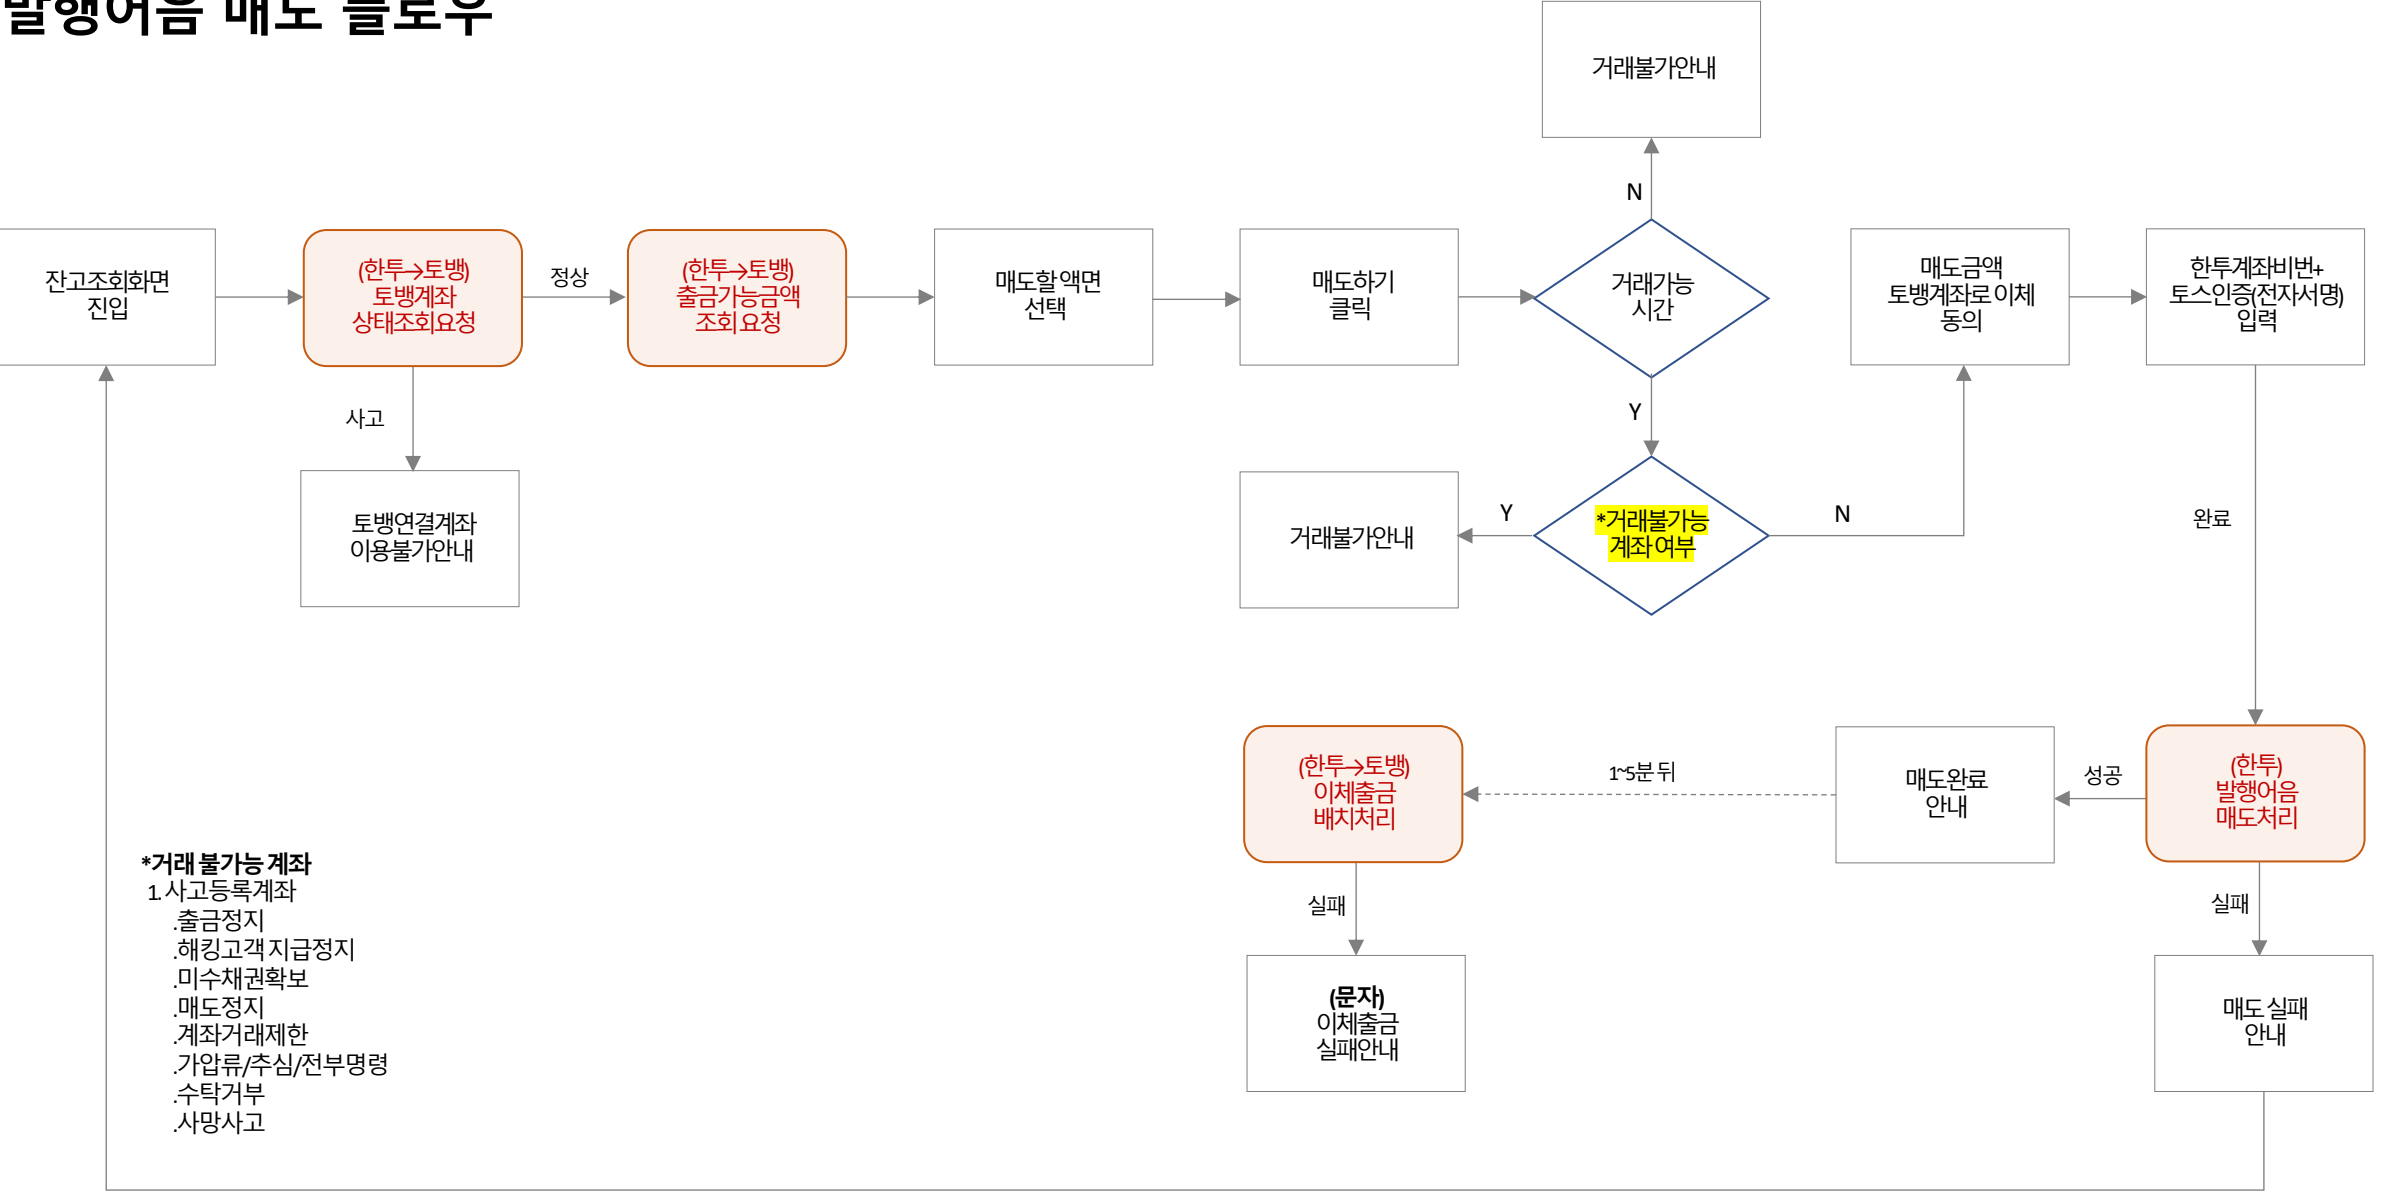 발행어음 매도 플로우
거래불가안내
N
잔고조회화면
진입
(한투→토뱅)
토뱅계좌
상태조회요청
정상
(한투→토뱅)
출금가능금액
조회 요청
매도할 액면
선택
매도하기
클릭
거래가능
시간
매도금액
토뱅계좌로 이체
동의
한투계좌비번+
토스인증(전자서명)
입력
사고
Y
토뱅연결계좌
이용불가안내
거래불가안내
Y
*거래불가능
계좌 여부
N
완료
(한투→토뱅)
이체출금
배치처리
1~5분 뒤
매도완료
안내
성공
(한투)
발행어음
매도처리
실패
실패
(문자)
이체출금
실패안내
매도 실패
안내
*거래 불가능 계좌
1. 사고등록계좌
.출금정지
.해킹고객 지급정지
.미수채권확보
.매도정지
.계좌거래제한
.가압류/추심/전부명령
.수탁거부
.사망사고